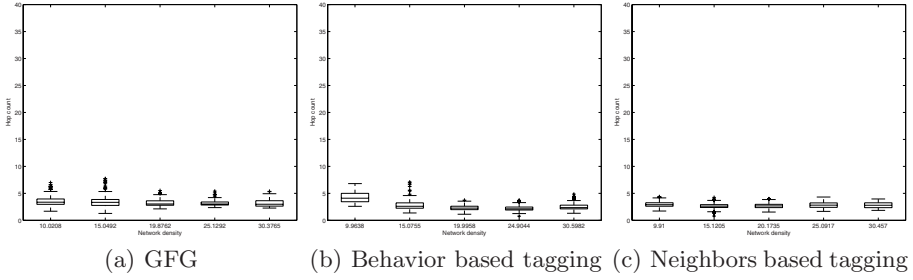 40
35
30
25
20
15
10
5
0
Hop count
10.0208 15.0492 19.8762 25.1292 30.3765
Network density
40
35
30
25
20
15
10
5
0
Hop count
9.9638 15.0755 19.9958 24.9044 30.5982
Network density
40
35
30
25
20
15
10
5
0
Hop count
9.91 15.1205 20.1735 25.0917 30.457
Network density
(a) GFG
(b) Behavior based tagging
(c) Neighbors based tagging